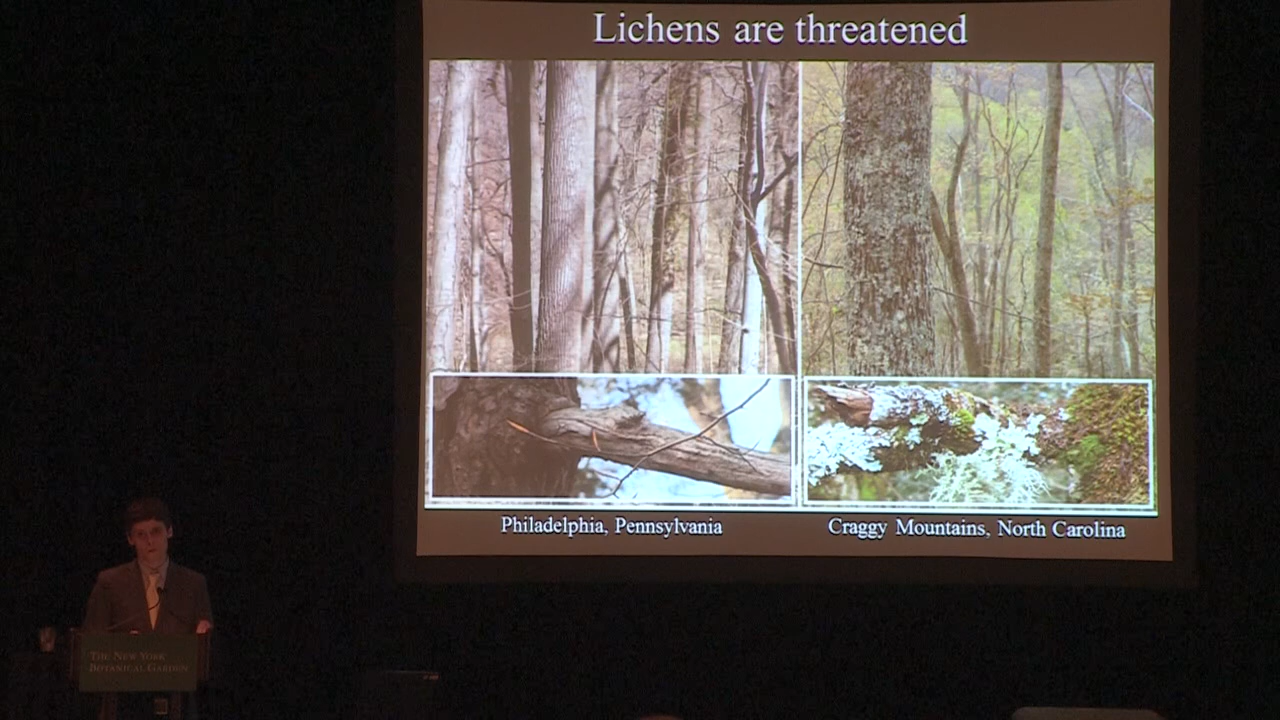 Lichens are threatened
Philadelphia, Pennsylvania
Craggy Mountains, North Carolina
THE NEW YORK
BOTANICAL GARDEN